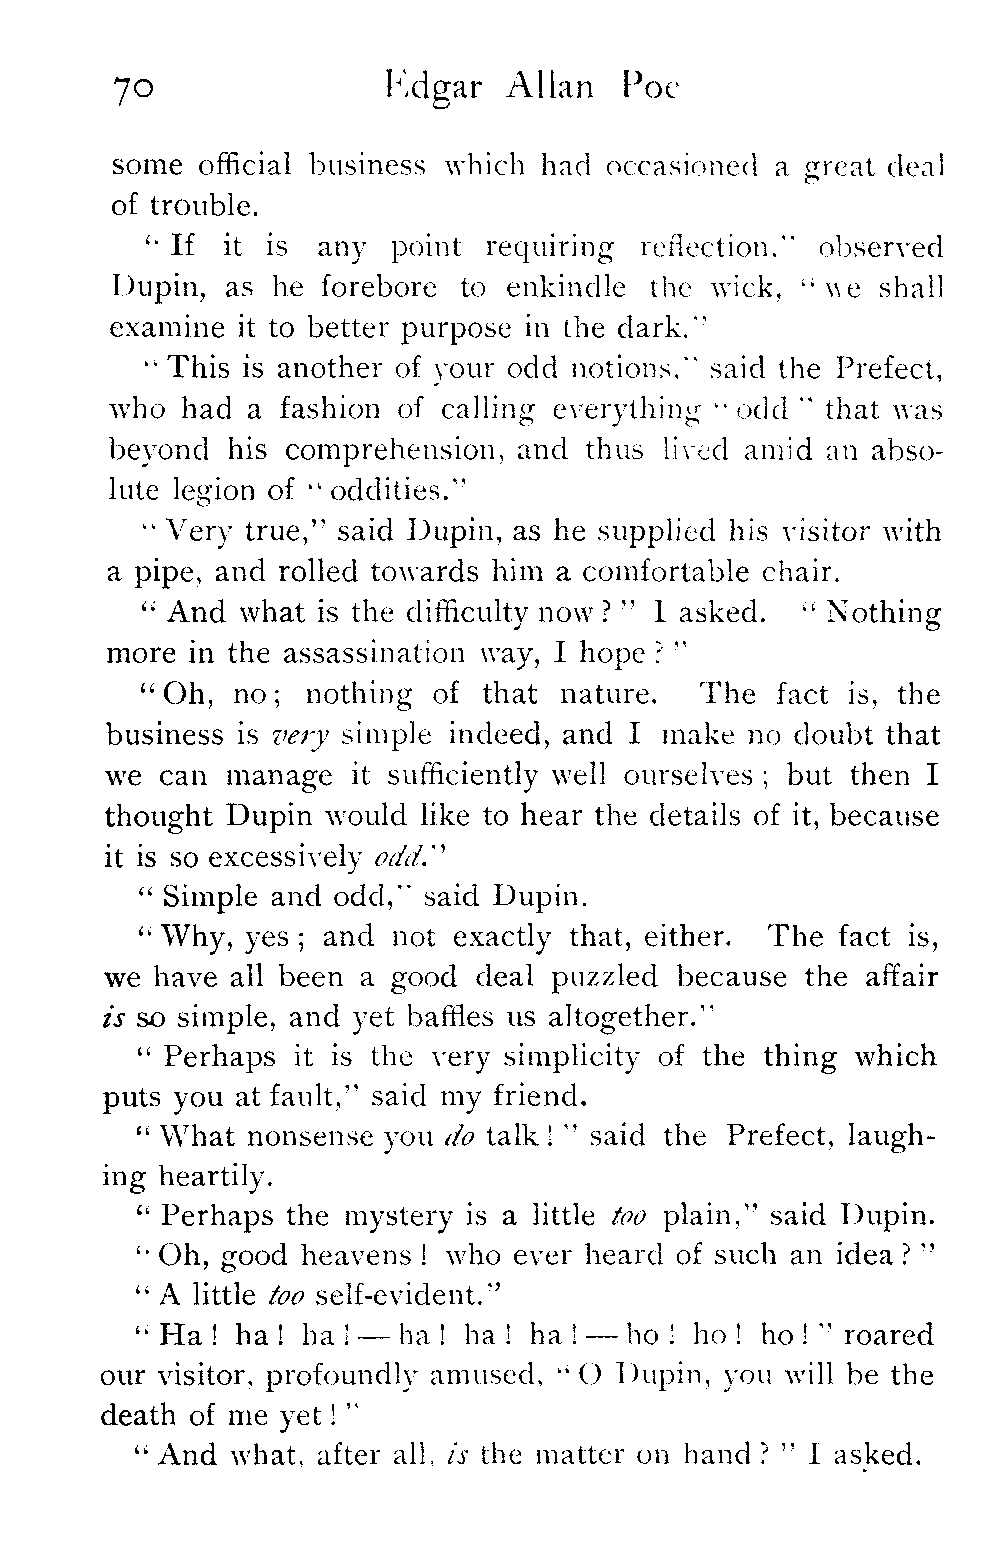 70 Edgar Allan Poe
some official business which had occasioned a great deal
of trouble.
“ If it is any point requiring reflection,” observed
Dupin, as he forebore to enkindle the wick, “ we shall
examine it to better purpose in the dark.”
“ This is another of your odd notions,” said the Prefect,
who had a fashion of calling everything “ odd ” that was
beyond his comprehension, and thus lived amid an abso-
lute legion of “ oddities.”
“ Very true,” said Dupin, as he supplied his visitor with
a pipe, and rolled towards him a comfortable chair.
“ And what is the difficulty now ? ” I asked. “ Nothing
more in the assassination way, I hope ? ”
“ Oh, no ; nothing of that nature. The fact is, the
business is very simple indeed, and I make no doubt that
we can manage it sufficiently well ourselves ; but then I
thought Dupin would like to hear the details of it, because
it is so excessively odd.”
“ Simple and odd,” said Dupin.
“ Why, yes ; and not exactly that, either. The fact is,
we have all been a good deal puzzled because the affair
is so simple, and yet baffles us altogether.”
“ Perhaps it is the very simplicity of the thing which
puts you at fault,” said my friend.
“ What nonsense you do talk ! ” said the Prefect, laugh-
ing heartily.
“ Perhaps the mystery is a little too plain,” said Dupin.
“ Oh, good heavens ! who ever heard of such an idea ? ”
“ A little too self-evident.”
“ Ha ! ha ! ha ! — ha ! ha ! ha ! — ho ! ho ! ho ! ” roared
our visitor, profoundly amused, “ O Dupin, you will be the
death of me yet ! ”
“ And what, after all, is the matter on hand ? ” I asked.